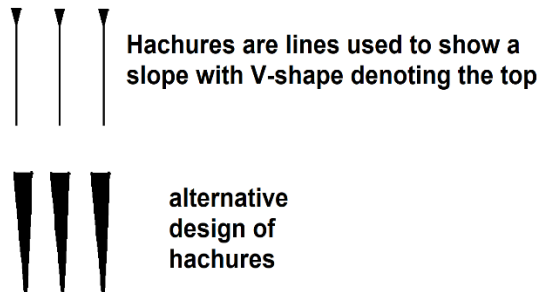 Hachures are lines used to show a
slope with V-shape denoting the top
alternative
design of
hachures